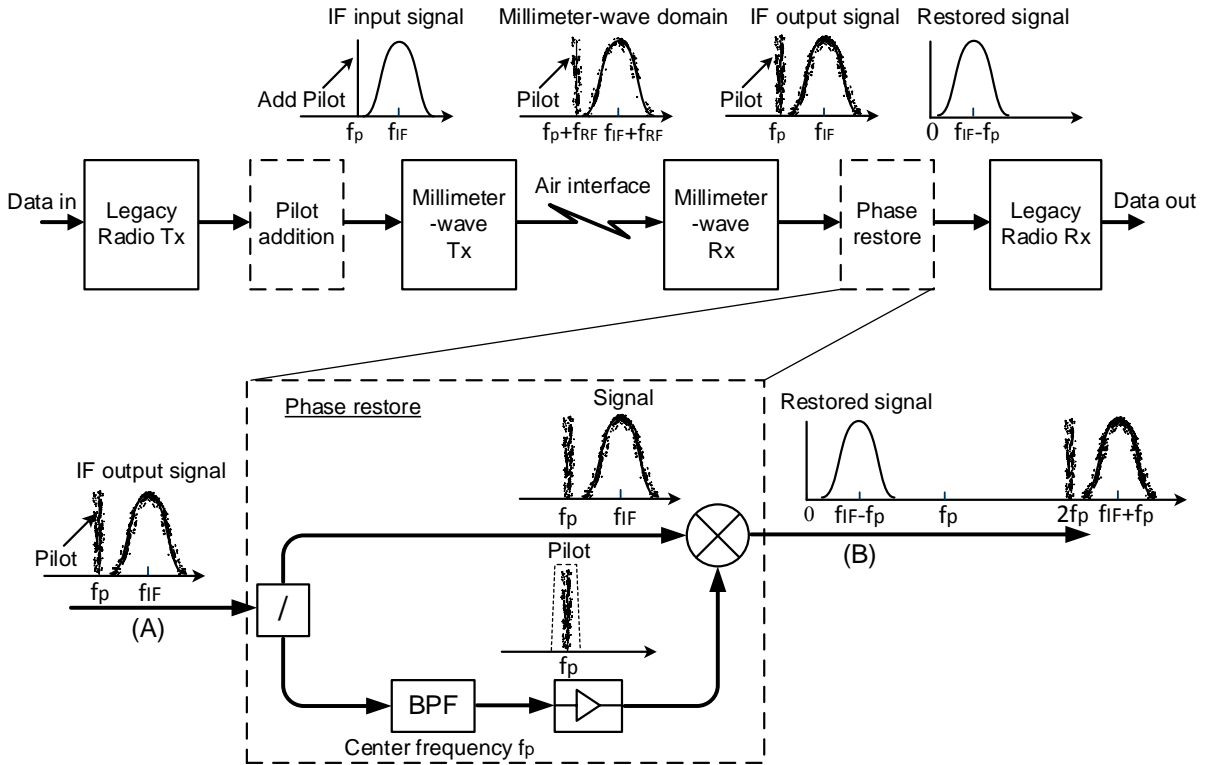 IF input signal
Millimeter-wave domain
IF output signal
Restored signal
Add Pilot
Pilot
Pilot
fp fIF
fp+fRF fIF+fRF
fp fIF
0 fIF-fp
Data in
Legacy
Radio Tx
Pilot
addition
Millimeter
-wave
Tx
Air interface
Millimeter
-wave
Rx
Phase
restore
Legacy
Radio Rx
Data out
Phase restore
Signal
fp fIF
Restored signal
0 fIF-fp fp 2fp fIF+fp
IF output signal
Pilot
fp fIF
(A)
/
Pilot
fp
(B)
BPF
Center frequency fp